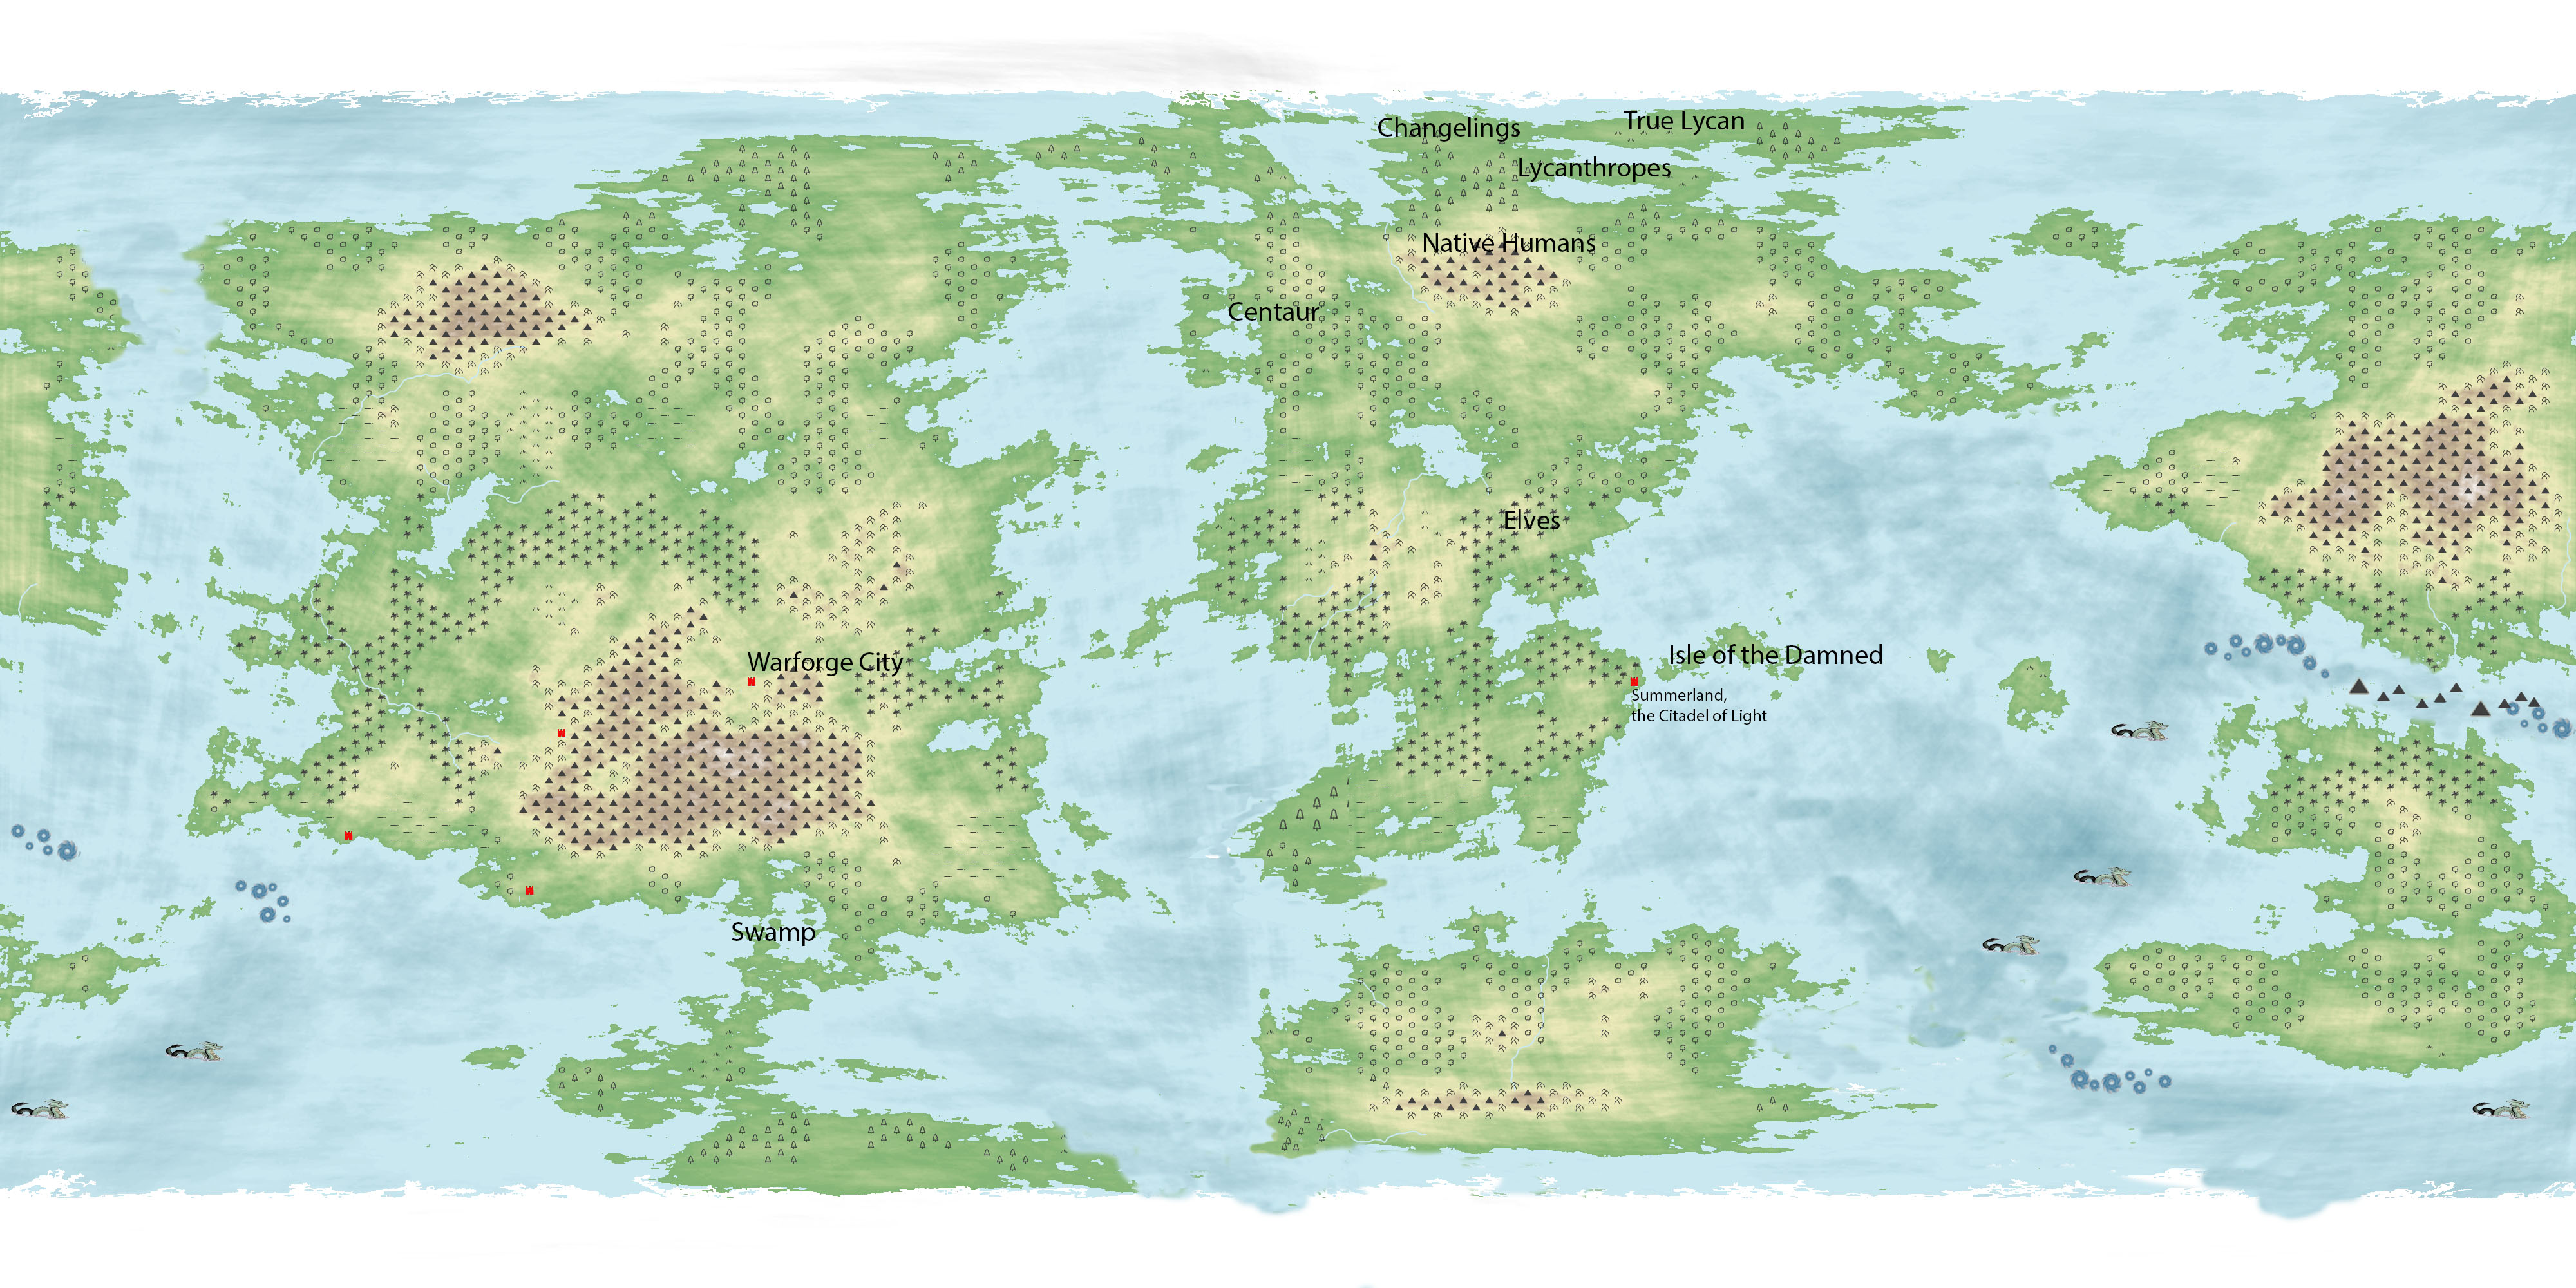 Changelings
True Lycan
Lycanthropes
Native Humans
Centaur
Elves
Warforge City
Isle of the Damned
Summerland,
the Citadel of Light
Swamp